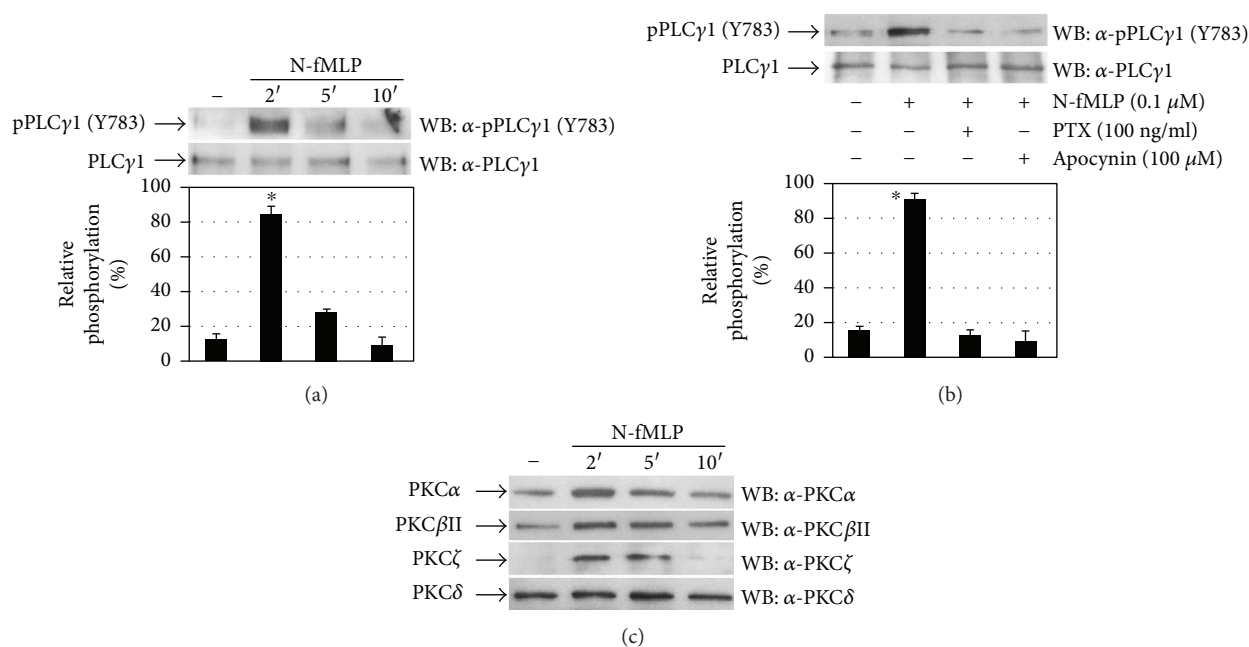 N-fMLP
− 2′ 5′ 10′
pPLCγ1 (Y783) WB: α-pPLCγ1 (Y783)
PLCγ1 WB: α-PLCγ1
100
80
60
40
20
0
Relative
phosphorylation
(%)
*
(a)
pPLCγ1 (Y783) WB: α-pPLCγ1 (Y783)
PLCγ1 WB: α-PLCγ1
− + + + N-fMLP (0.1 μM)
− − + − PTX (100 ng/ml)
− − − + Apocynin (100 μM)
100
80
60
40
20
0
Relative
phosphorylation
(%)
*
(b)
N-fMLP
− 2′ 5′ 10′
PKCα WB: α-PKCα
PKCβII WB: α-PKCβII
PKCζ WB: α-PKCζ
PKCδ WB: α-PKCδ
(c)